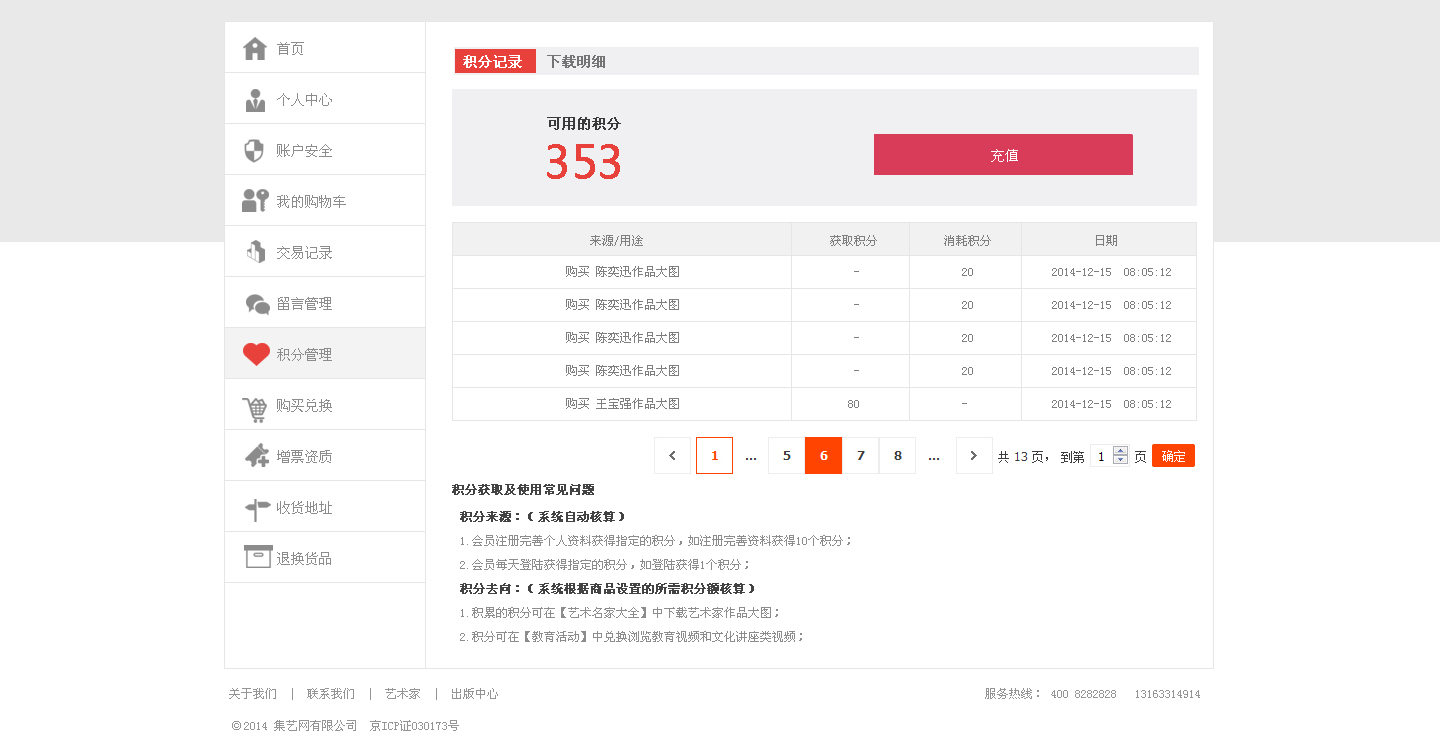 首页
个人中心
账户安全
我的购物车
交易记录
留言管理
积分管理
购买兑换
增票资质
收货地址
退换货品
积分记录 下载明细
可用的积分
353
充值
来源/用途 获取积分 消耗积分 日期
购买 陈奕迅作品大图 - 20 2014-12-15 08:05:12
购买 陈奕迅作品大图 - 20 2014-12-15 08:05:12
购买 陈奕迅作品大图 - 20 2014-12-15 08:05:12
购买 陈奕迅作品大图 - 20 2014-12-15 08:05:12
购买 王宝强作品大图 80 - 2014-12-15 08:05:12
< 1 ... 5 6 7 8 ... > 共 13 页， 到第 1 页 确定
积分获取及使用常见问题
积分来源：（系统自动核算）
1.会员注册完善个人资料获得指定的积分，如注册完善资料获得10个积分；
2.会员每天登陆获得指定的积分，如登陆获得1个积分；
积分去向：（系统根据商品设置的所需积分额核算）
1.积累的积分可在【艺术名家大全】中下载艺术家作品大图；
2.积分可在【教育活动】中兑换浏览教育视频和文化讲座类视频；
关于我们 | 联系我们 | 艺术家 | 出版中心 服务热线： 400 8282828 13163314914
©2014 集艺网有限公司 京ICP证030173号